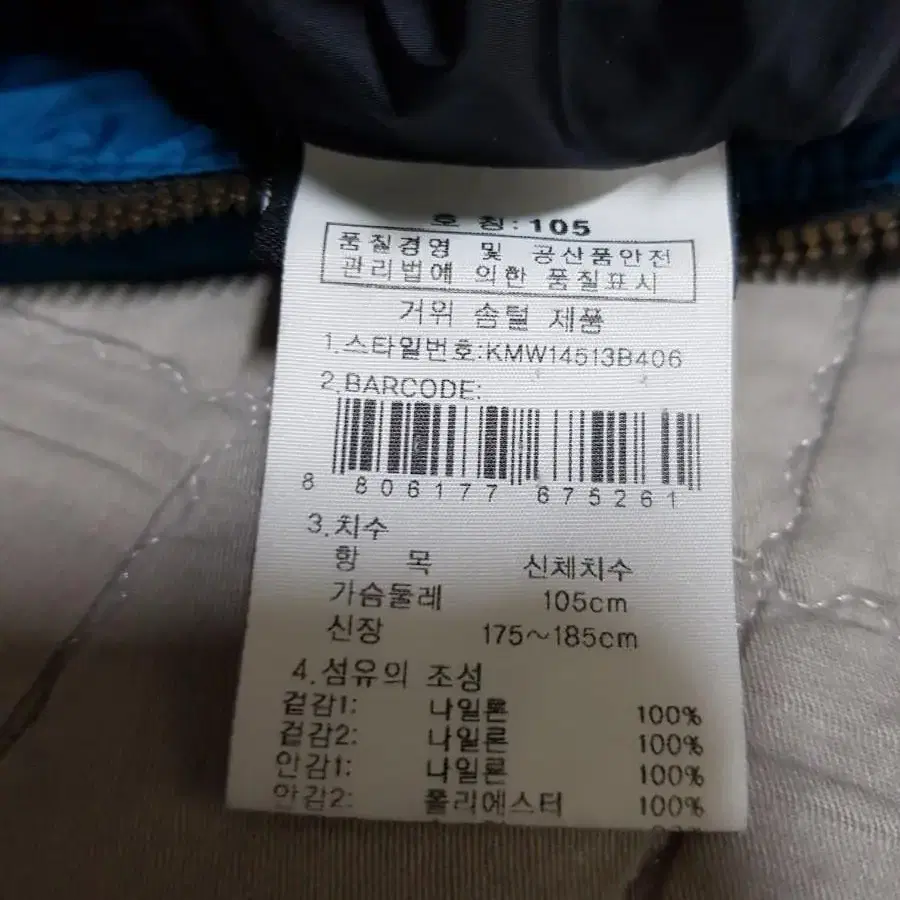 호 칭: 105
품질경영 및 공산품안전
관리법에 의한 품질표시
거위 솜털 제품
1.스타일번호:KMW14513B406
2.BARCODE:
8 806177 675261
3.치수
항 목 신체치수
가슴둘레 105cm
신장 175~185cm
4.섬유의 조성
겉감1: 나일론 100%
겉감2: 나일론 100%
안감1: 나일론 100%
안감2: 폴리에스터 100%